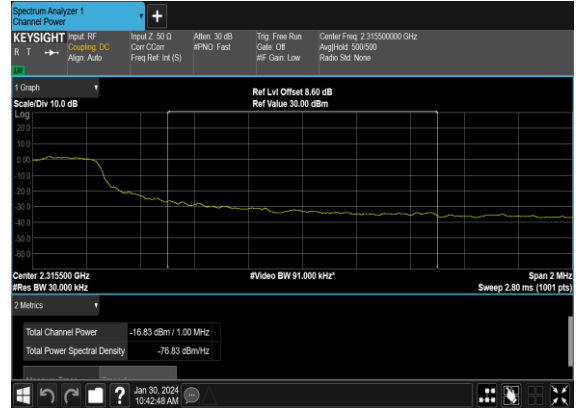 Spectrum Analyzer 1
Channel Power
KEYSIGHT Input: RF Input Z: 50 Ω Atten: 30 dB Trig: Free Run Center Freq: 2.315500000 GHz
R T Coupling: DC Corr CCorr #PNO: Fast Gate: Off Avg|Hold: 500/500
Align: Auto Freq Ref: Int (S) #IF Gain: Low Radio Std: None
1 Graph Ref Lvl Offset 8.60 dB
Scale/Div 10.0 dB Ref Value 30.00 dBm
Log
20.0
10.0
0.00
-10.0
-20.0
-30.0
-40.0
-50.0
-60.0
Center 2.315500 GHz #Video BW 91.000 kHz* Span 2 MHz
#Res BW 30.000 kHz Sweep 2.80 ms (1001 pts)
2 Metrics
Total Channel Power -16.83 dBm / 1.00 MHz
Total Power Spectral Density -76.83 dBm/Hz
? Jan 30, 2024
10:42:48 AM